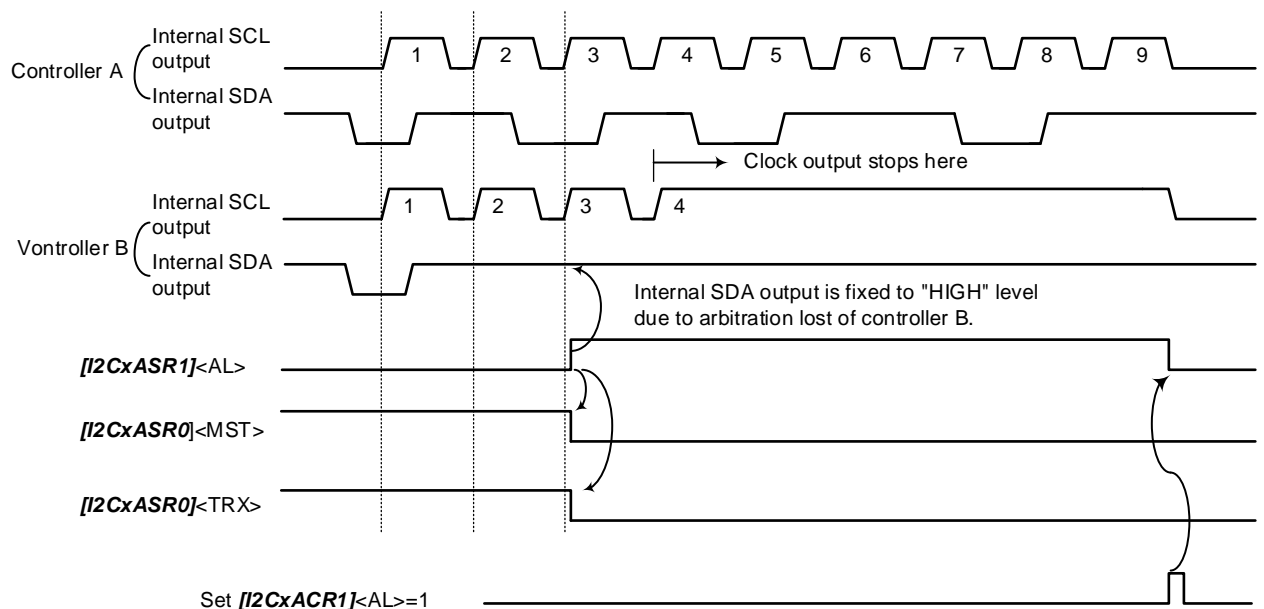 Internal SCL
output
1 2 3 4 5 6 7 8 9
Controller A
Internal SDA
output
Clock output stops here
Internal SCL
output
1 2 3 4
Vontroller B
Internal SDA
output
Internal SDA output is fixed to "HIGH" level
due to arbitration lost of controller B.
[I2CxASR1]<AL>
[I2CxASR0]<MST>
[I2CxASR0]<TRX>
Set [I2CxACR1]<AL>=1